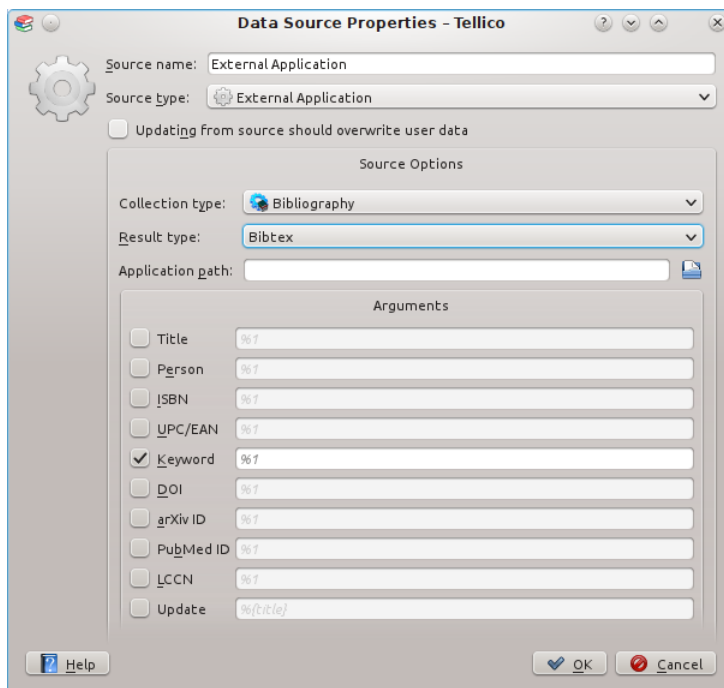 Data Source Properties – Tellico
Source name: External Application
Source type: External Application
Updating from source should overwrite user data
Source Options
Collection type: Bibliography
Result type: Bibtex
Application path:
Arguments
Title %1
Person %1
ISBN %1
UPC/EAN %1
Keyword %1
DOI %1
arXiv ID %1
PubMed ID %1
LCCN %1
Update %{title}
Help OK Cancel